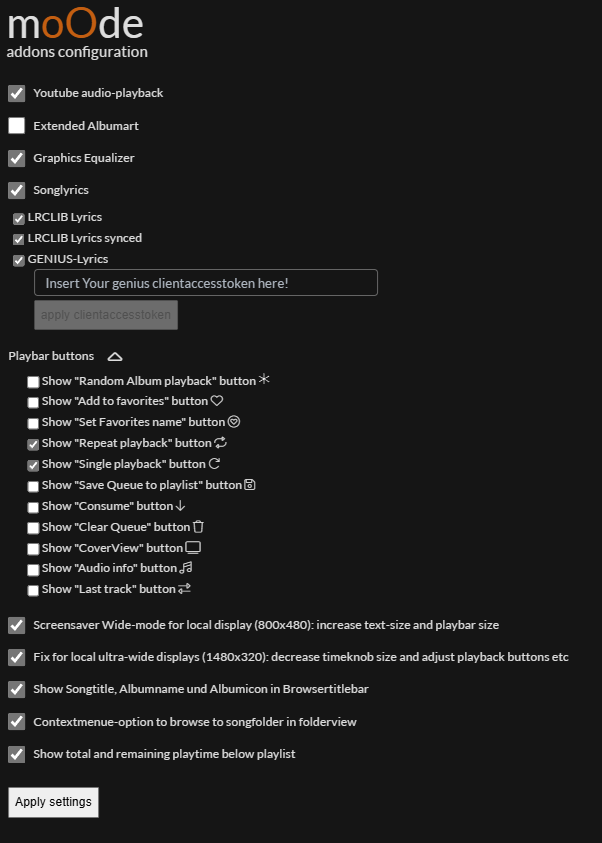 moOde
addons configuration
Youtube audio-playback
Extended Albumart
Graphics Equalizer
Songlyrics
LRCLIB Lyrics
LRCLIB Lyrics synced
GENIUS-Lyrics
Insert Your genius clientaccesstoken here!
apply clientaccesstoken
Playbar buttons
Show "Random Album playback" button
Show "Add to favorites" button
Show "Set Favorites name" button
Show "Repeat playback" button
Show "Single playback" button
Show "Save Queue to playlist" button
Show "Consume" button
Show "Clear Queue" button
Show "CoverView" button
Show "Audio info" button
Show "Last track" button
Screensaver Wide-mode for local display (800x480): increase text-size and playbar size
Fix for local ultra-wide displays (1480x320): decrease timeknob size and adjust playback buttons etc
Show Songtitle, Albumname und Albumicon in Browsertitlebar
Contextmenue-option to browse to songfolder in folderview
Show total and remaining playtime below playlist
Apply settings